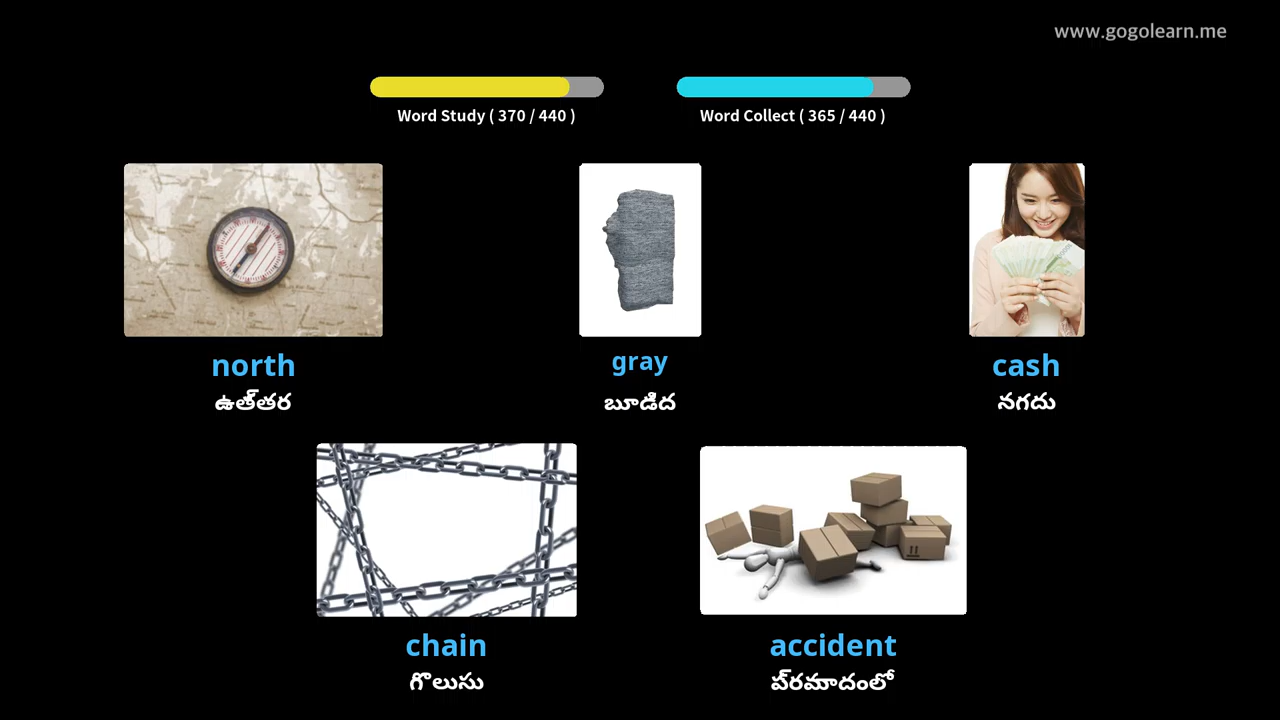 www.gogolearn.me
Word Study ( 370 / 440 )
Word Collect ( 365 / 440 )
north
gray
cash
ఉత్తర
బూడిద
నగదు
chain
accident
గొలుసు
ప్రమాదంలో